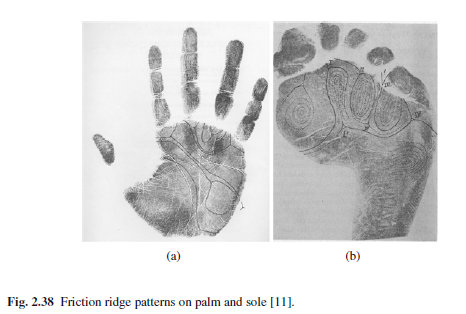 (a)
(b)
Fig. 2.38 Friction ridge patterns on palm and sole [11].